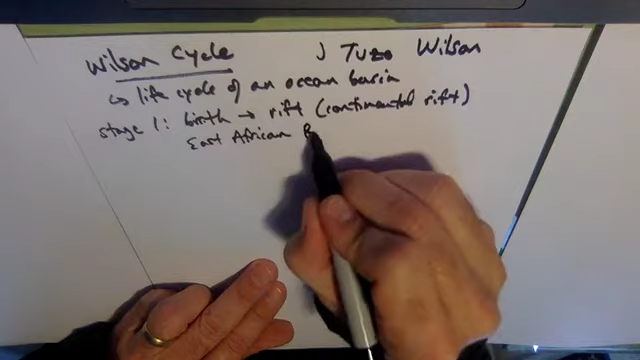 Wilson Cycle J Tuzo Wilson
↳ life cycle of an ocean basin
stage 1: birth → rift (continental rift)
East African R